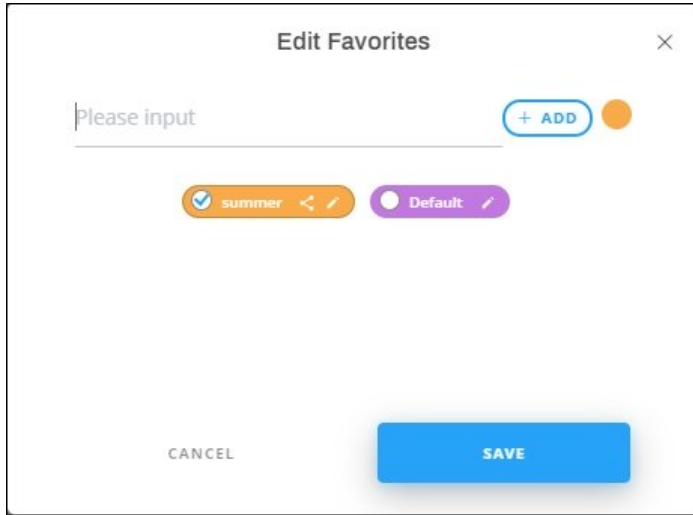 Edit Favorites
Please input
+ ADD
summer
Default
CANCEL
SAVE